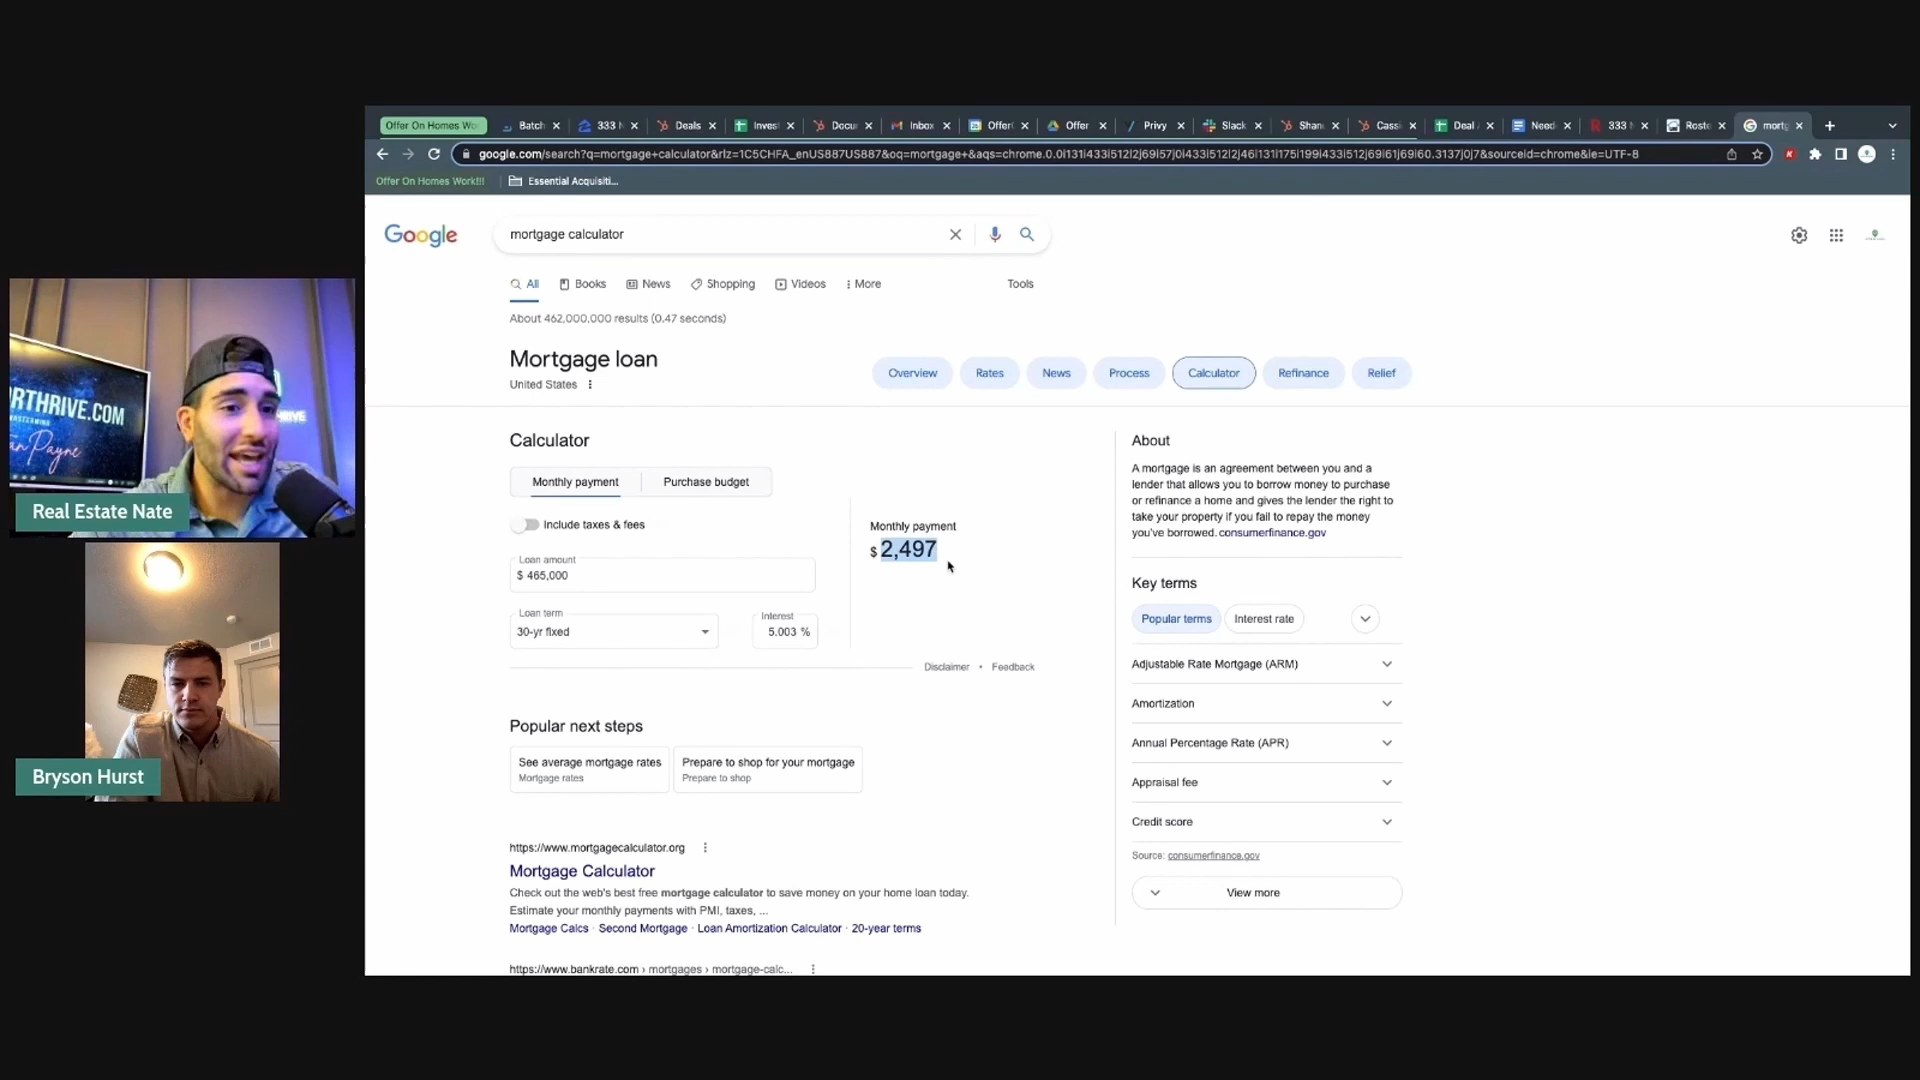 Offer On Homes Wo
Batch
333 N
Deals
Invest
Docur
Inbox
Offer
Offer
Privy
Slack
Shan
Cassi
Deal
Need
333
Roste
mortg
google.com/search?q=mortgage+calculator&rlz=1C5CHFA_enUS887US887&oq=mortgage+&aqs=chrome.0.0i131i433i512l2j69i57j0i433i512l2j46i131i175i199i433i512j69i61j69i60.3137j0j7&sourceid=chrome&ie=UTF-8
Offer On Homes Work!!!
Essential Acquisiti...
Google
mortgage calculator
All Books News Shopping Videos More Tools
About 462,000,000 results (0.47 seconds)
Mortgage loan
United States
Overview Rates News Process Calculator Refinance Relief
Calculator
Monthly payment Purchase budget
Include taxes & fees
Loan amount
$ 465,000
Loan term
30-yr fixed
Interest
5.003 %
Monthly payment
$ 2,497
Disclaimer • Feedback
Popular next steps
See average mortgage rates
Mortgage rates
Prepare to shop for your mortgage
Prepare to shop
https://www.mortgagecalculator.org
Mortgage Calculator
Check out the web's best free mortgage calculator to save money on your home loan today.
Estimate your monthly payments with PMI, taxes, ...
Mortgage Calcs · Second Mortgage · Loan Amortization Calculator · 20-year terms
https://www.bankrate.com › mortgages › mortgage-calc...
About
A mortgage is an agreement between you and a
lender that allows you to borrow money to purchase
or refinance a home and gives the lender the right to
take your property if you fail to repay the money
you've borrowed. consumerfinance.gov
Key terms
Popular terms Interest rate
Adjustable Rate Mortgage (ARM)
Amortization
Annual Percentage Rate (APR)
Appraisal fee
Credit score
Source: consumerfinance.gov
View more
RTHRIVE.COM
an Payne
Real Estate Nate
Bryson Hurst